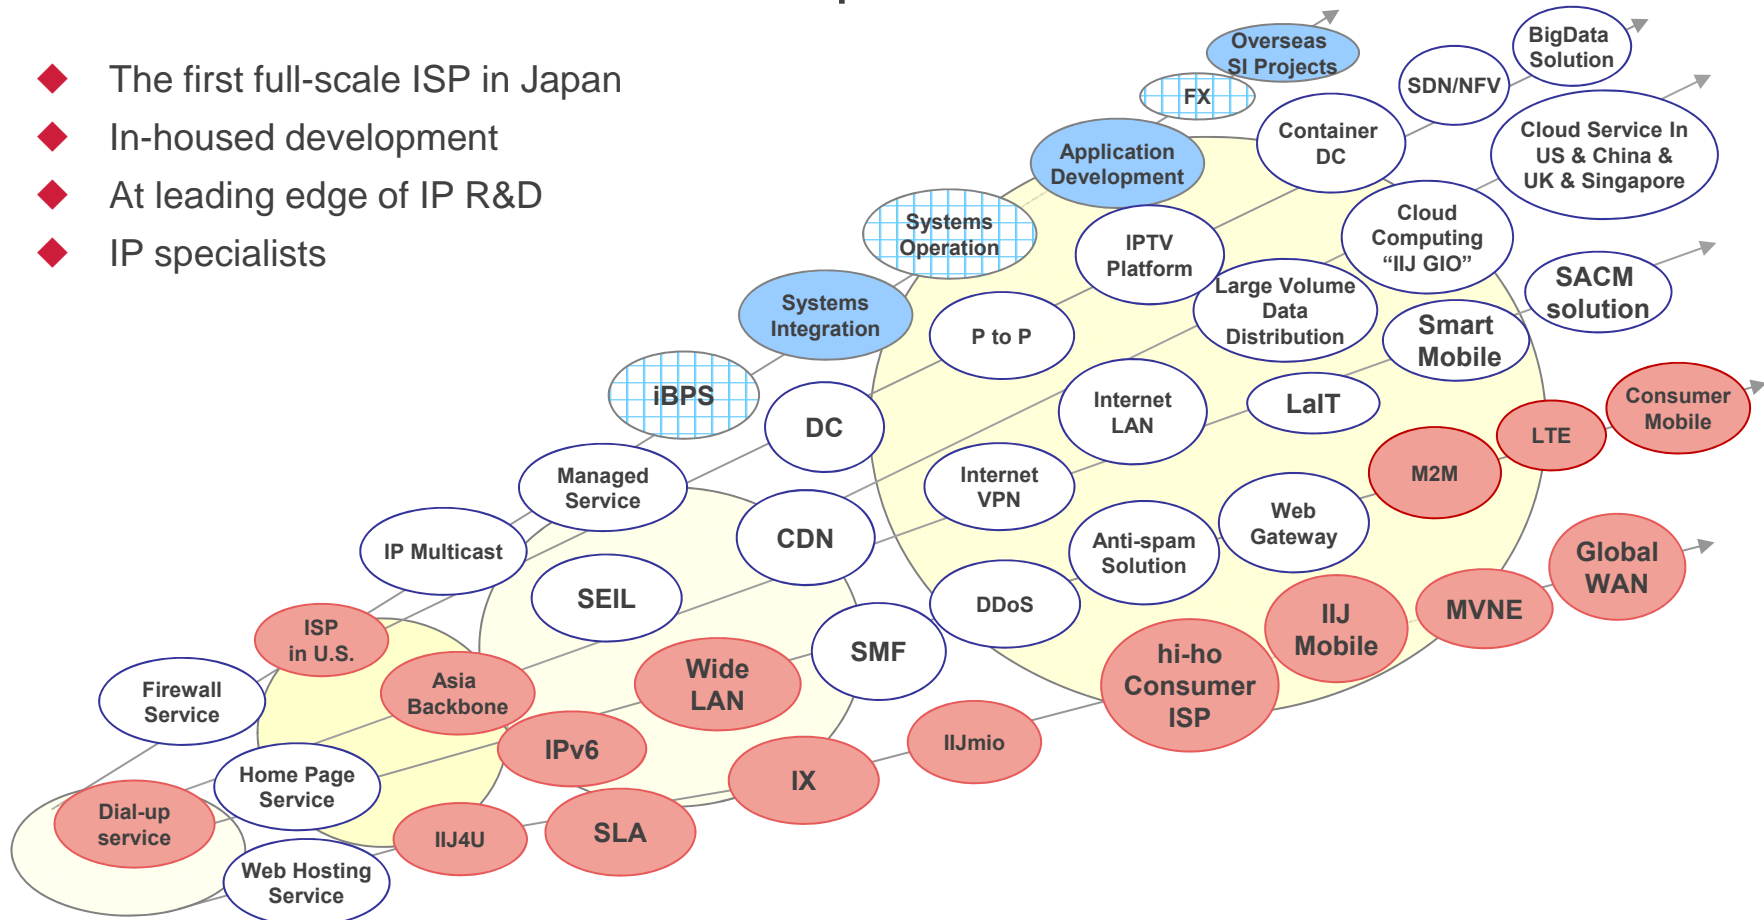 The first full-scale ISP in Japan
In-housed development
At leading edge of IP R&D
IP specialists
Overseas
SI Projects
BigData
Solution
FX
SDN/NFV
Container
DC
Cloud Service In
US & China &
UK & Singapore
Application
Development
Systems
Operation
IPTV
Platform
Cloud
Computing
“IIJ GIO”
Systems
Integration
P to P
Large Volume
Data
Distribution
SACM
solution
Smart
Mobile
iBPS
DC
Internet
LAN
LaIT
Consumer
Mobile
LTE
Managed
Service
Internet
VPN
M2M
IP Multicast
CDN
Anti-spam
Solution
Web
Gateway
Global
WAN
SEIL
DDoS
MVNE
ISP
in U.S.
SMF
IIJ
Mobile
Firewall
Service
Asia
Backbone
Wide
LAN
hi-ho
Consumer
ISP
IPv6
IIJmio
Home Page
Service
IX
Dial-up
service
IIJ4U
SLA
Web Hosting
Service